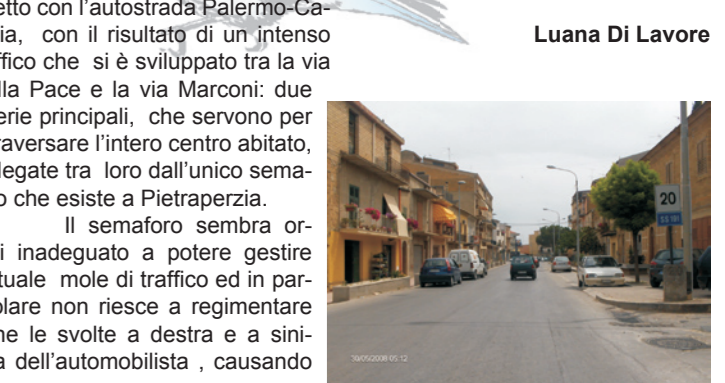 etto con l'autostrada Palermo-Ca-
ia, con il risultato di un intenso
ffico che si è sviluppato tra la via
lla Pace e la via Marconi: due
erie principali, che servono per
raversare l'intero centro abitato,
legate tra loro dall'unico sema-
o che esiste a Pietraperzia.
Il semaforo sembra or-
i inadeguato a potere gestire
tuale mole di traffico ed in par-
olare non riesce a regimentare
ne le svolte a destra e a sini-
a dell'automobilista , causando
Luana Di Lavore
20
SS 191
30/05/2008 05:12